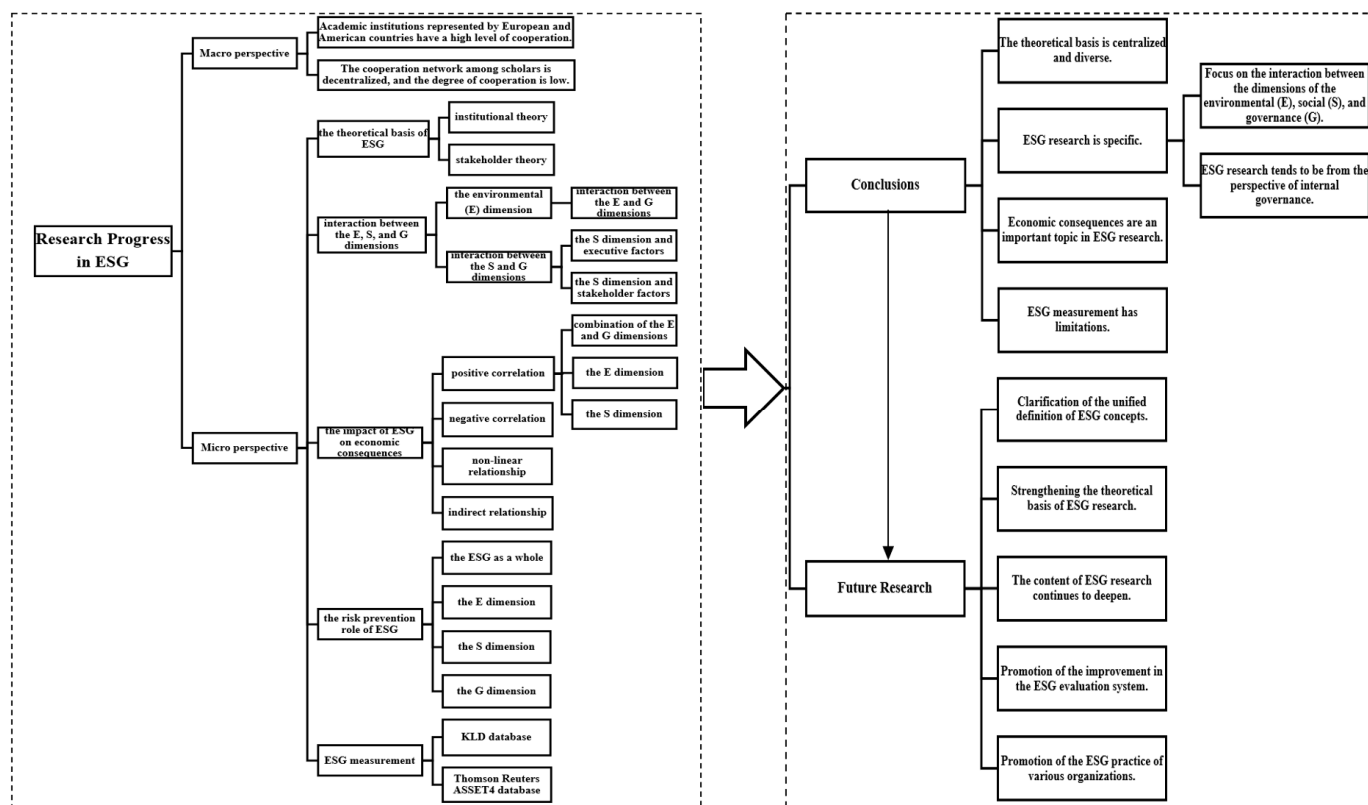 Research Progress
in ESG
Macro perspective
Academic institutions represented by European and
American countries have a high level of cooperation.
The cooperation network among scholars is
decentralized, and the degree of cooperation is low.
Micro perspective
the theoretical basis of
ESG
institutional theory
stakeholder theory
interaction between
the E, S, and G
dimensions
the environmental
(E) dimension
interaction between
the E and G
dimensions
interaction between
the S and G
dimensions
the S dimension and
executive factors
the S dimension and
stakeholder factors
the impact of ESG
on economic
consequences
positive correlation
combination of the E
and G dimensions
the E dimension
the S dimension
negative correlation
non-linear
relationship
indirect relationship
the risk prevention
role of ESG
the ESG as a whole
the E dimension
the S dimension
the G dimension
ESG measurement
KLD database
Thomson Reuters
ASSET4 database
Conclusions
The theoretical basis is centralized
and diverse.
ESG research is specific.
Focus on the interaction between
the dimensions of the
environmental (E), social (S), and
governance (G).
ESG research tends to be from the
perspective of internal
governance.
Economic consequences are an
important topic in ESG research.
ESG measurement has
limitations.
Future Research
Clarification of the unified
definition of ESG concepts.
Strengthening the theoretical
basis of ESG research.
The content of ESG research
continues to deepen.
Promotion of the improvement in
the ESG evaluation system.
Promotion of the ESG practice of
various organizations.